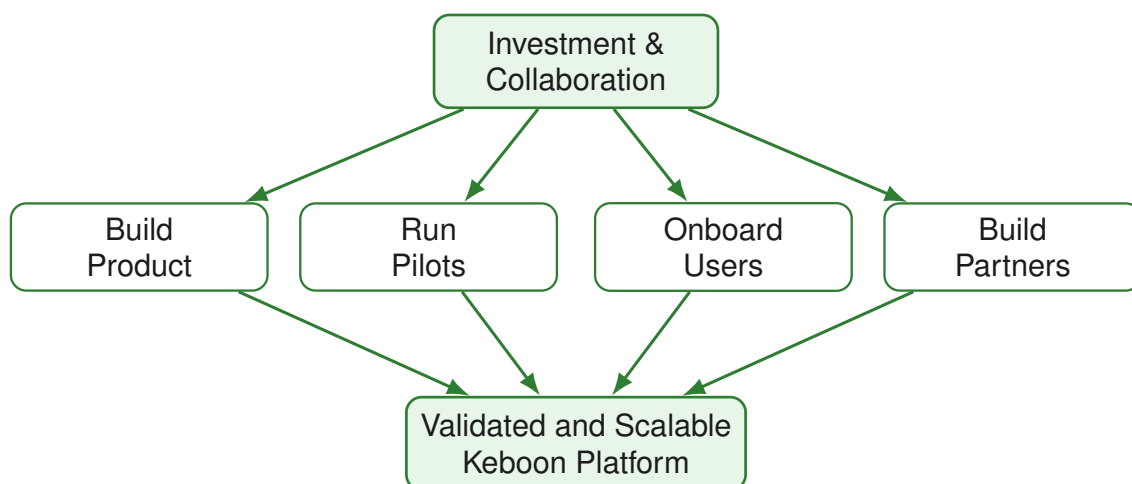 Investment &
Collaboration
Build
Product
Run
Pilots
Onboard
Users
Build
Partners
Validated and Scalable
Keboon Platform